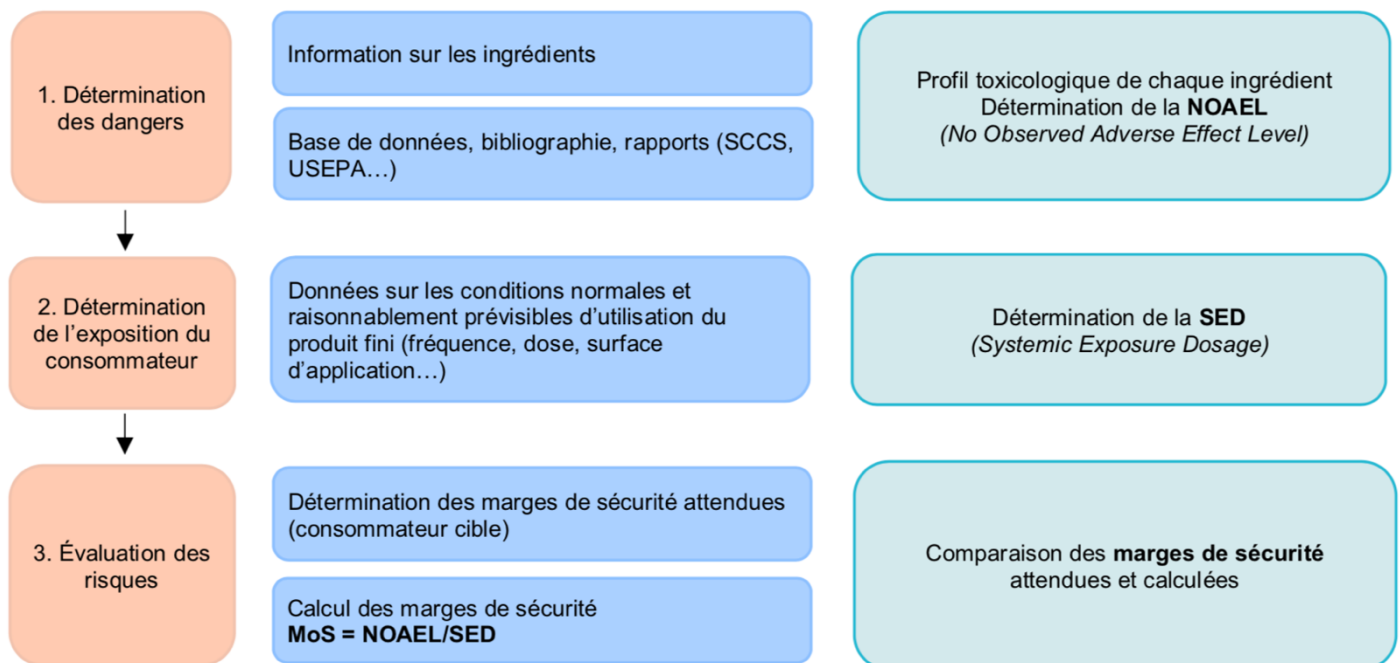 1. Détermination
des dangers
Information sur les ingrédients
Base de données, bibliographie, rapports (SCCS,
USEPA…)
Profil toxicologique de chaque ingrédient
Détermination de la NOAEL
(No Observed Adverse Effect Level)
2. Détermination
de l’exposition du
consommateur
Données sur les conditions normales et
raisonnablement prévisibles d’utilisation du
produit fini (fréquence, dose, surface
d’application…)
Détermination de la SED
(Systemic Exposure Dosage)
3. Évaluation des
risques
Détermination des marges de sécurité attendues
(consommateur cible)
Calcul des marges de sécurité
MoS = NOAEL/SED
Comparaison des marges de sécurité
attendues et calculées